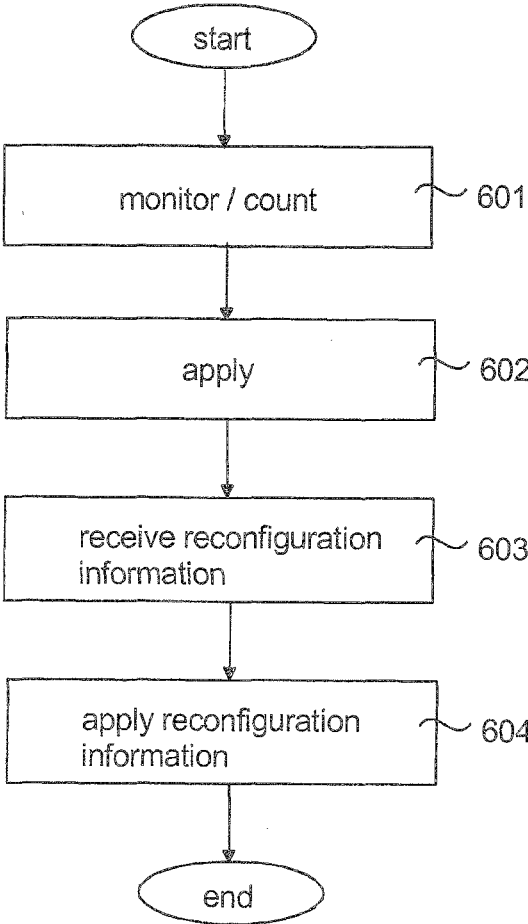 start
monitor / count
601
apply
602
receive reconfiguration
information
603
apply reconfiguration
information
604
end